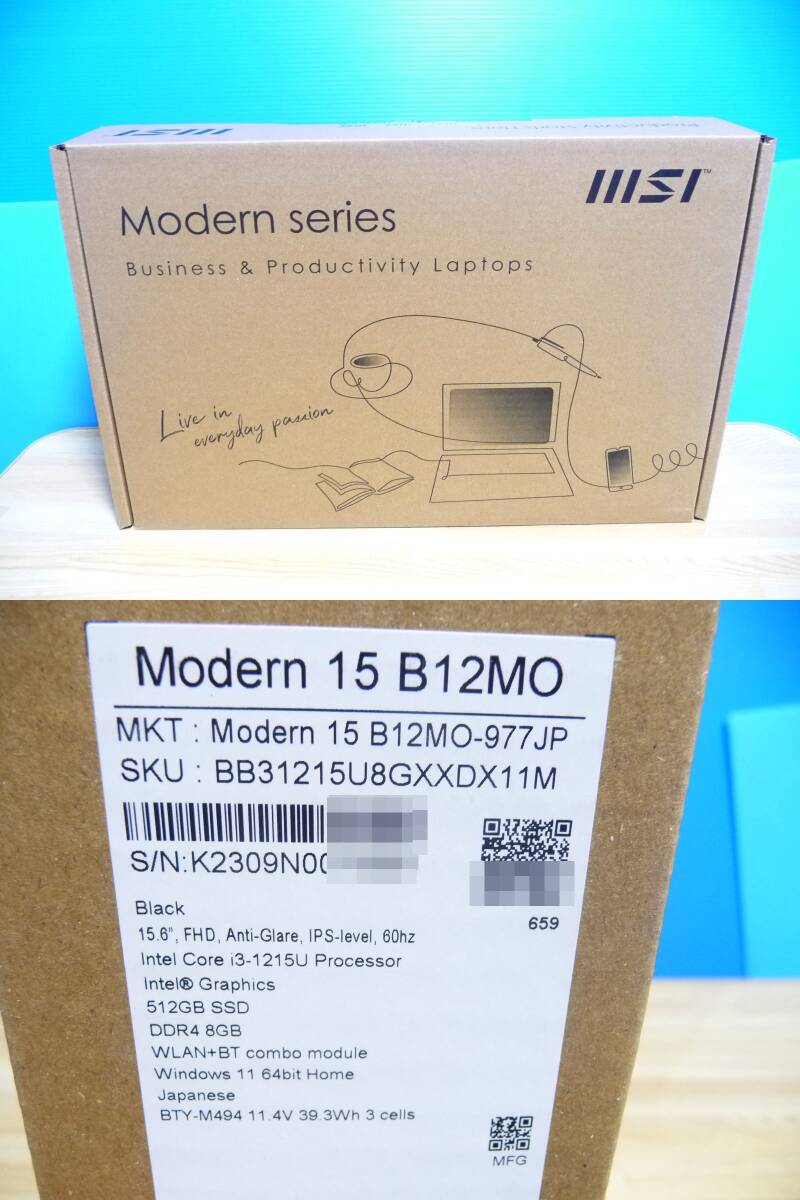 msi™
Modern series
Business & Productivity Laptops
Live in
everyday passion
Modern 15 B12MO
MKT : Modern 15 B12MO-977JP
SKU : BB31215U8GXXDX11M
S/N:K2309N00
659
Black
15.6”, FHD, Anti-Glare, IPS-level, 60hz
Intel Core i3-1215U Processor
Intel® Graphics
512GB SSD
DDR4 8GB
WLAN+BT combo module
Windows 11 64bit Home
Japanese
BTY-M494 11.4V 39.3Wh 3 cells
MFG